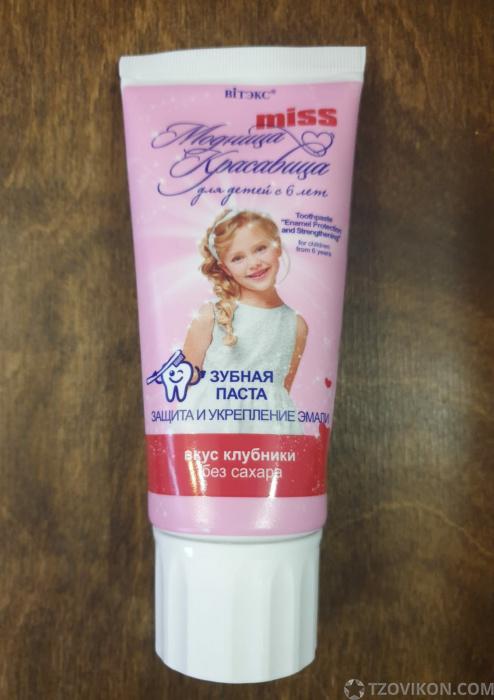 ВiТЭКС®
miss
Модница
Красавица
для детей с 6 лет
Toothpaste
"Enamel Protection
and Strengthening"
for children
from 6 years
ЗУБНАЯ
ПАСТА
ЗАЩИТА И УКРЕПЛЕНИЕ ЭМАЛИ
вкус клубники
без сахара
TZOVIKON.COM